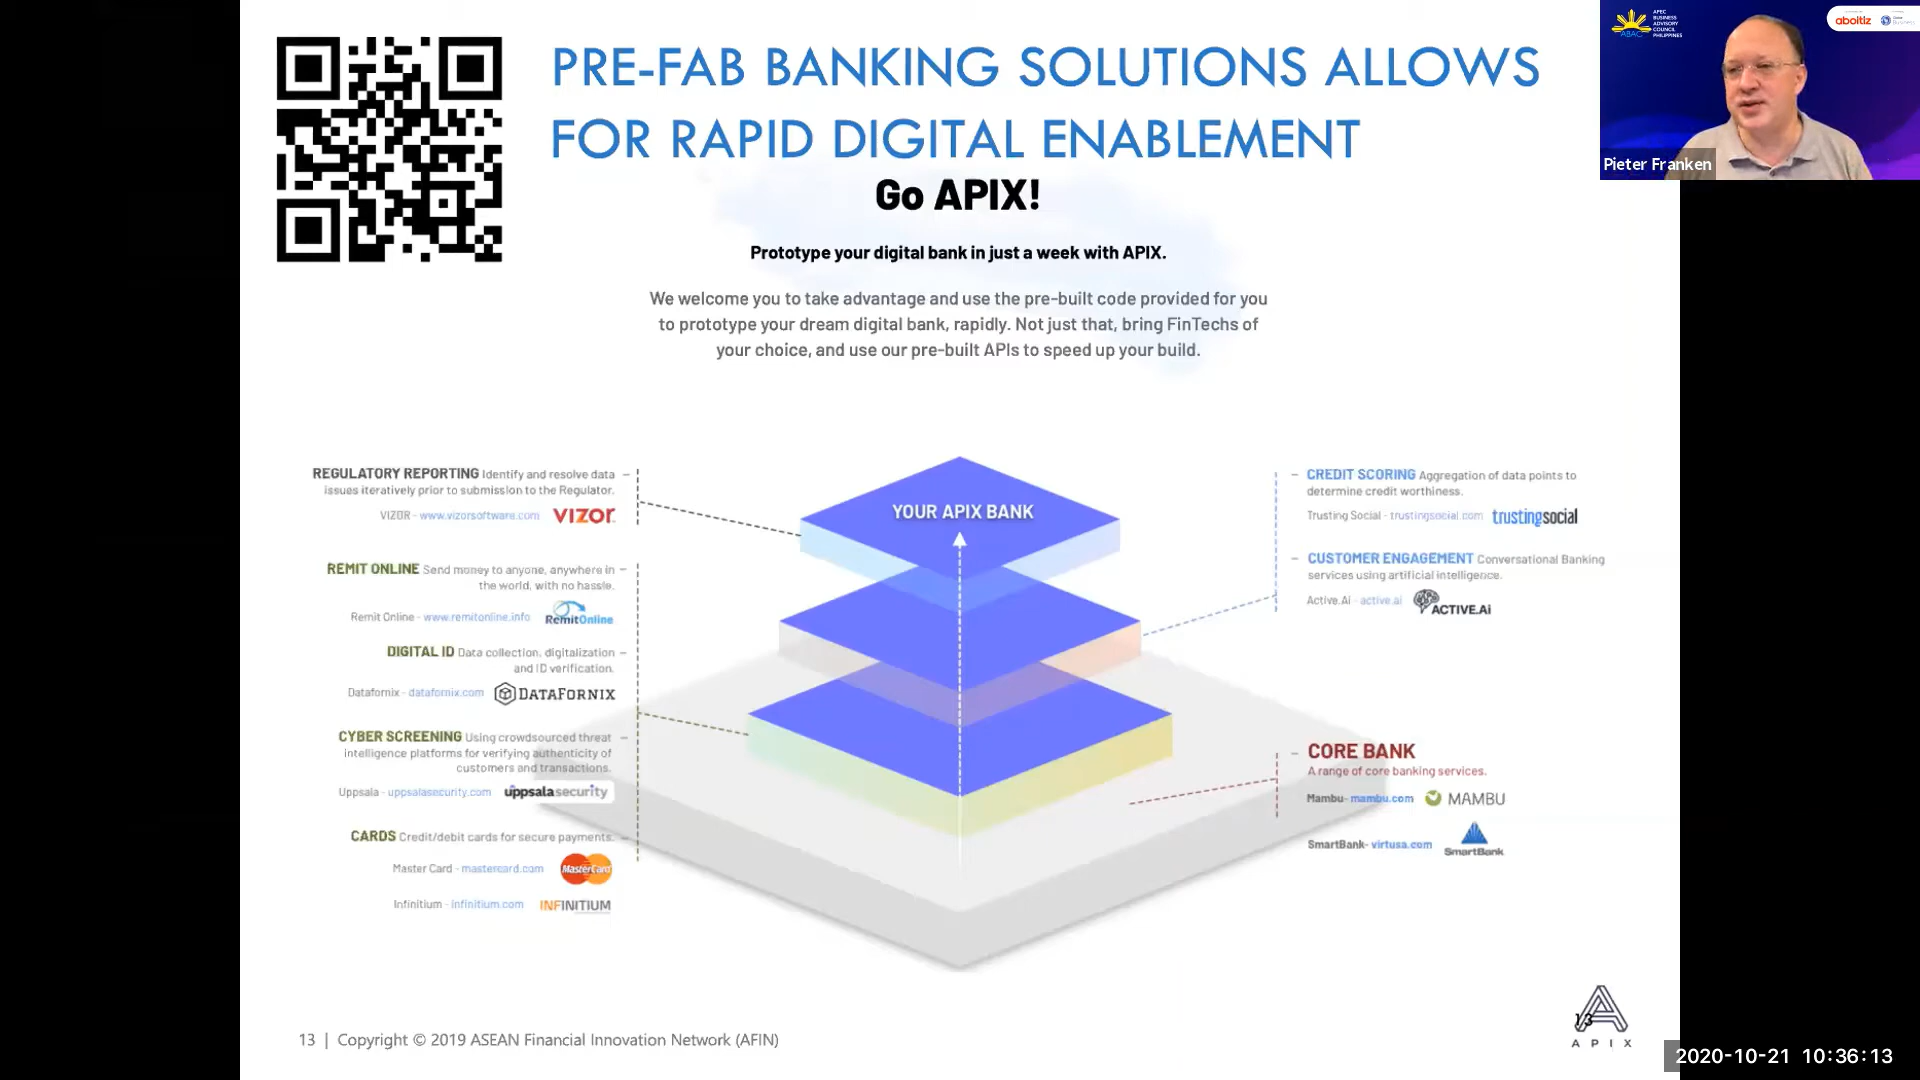 PRE-FAB BANKING SOLUTIONS ALLOWS
FOR RAPID DIGITAL ENABLEMENT
Go APIX!
Prototype your digital bank in just a week with APIX.
We welcome you to take advantage and use the pre-built code provided for you
to prototype your dream digital bank, rapidly. Not just that, bring FinTechs of
your choice, and use our pre-built APIs to speed up your build.
APEC
BUSINESS
ADVISORY
COUNCIL
PHILIPPINES
ABAC
aboitiz
Pieter Franken
REGULATORY REPORTING Identify and resolve data
issues iteratively prior to submission to the Regulator.
VIZOR - www.vizorsoftware.com VIZOR
REMIT ONLINE Send money to anyone, anywhere in
the world, with no hassle.
Remit Online - www.remitonline.info RemitOnline
DIGITAL ID Data collection, digitalization
and ID verification.
Datafornix - datafornix.com DATAFORNIX
CYBER SCREENING Using crowdsourced threat
intelligence platforms for verifying authenticity of
customers and transactions.
Uppsala - uppsalasecurity.com uppsalasecurity
CARDS Credit/debit cards for secure payments.
Master Card - mastercard.com MasterCard
Infinitium - infinitium.com INFINITIUM
YOUR APIX BANK
CREDIT SCORING Aggregation of data points to
determine credit worthiness.
Trusting Social - trustingsocial.com trustingsocial
CUSTOMER ENGAGEMENT Conversational Banking
services using artificial intelligence.
Active.Ai - active.ai ACTIVE.Ai
CORE BANK
A range of core banking services.
Mambu- mambu.com MAMBU
SmartBank- virtusa.com SmartBank
13 | Copyright © 2019 ASEAN Financial Innovation Network (AFIN)
13
APIX
2020-10-21 10:36:13